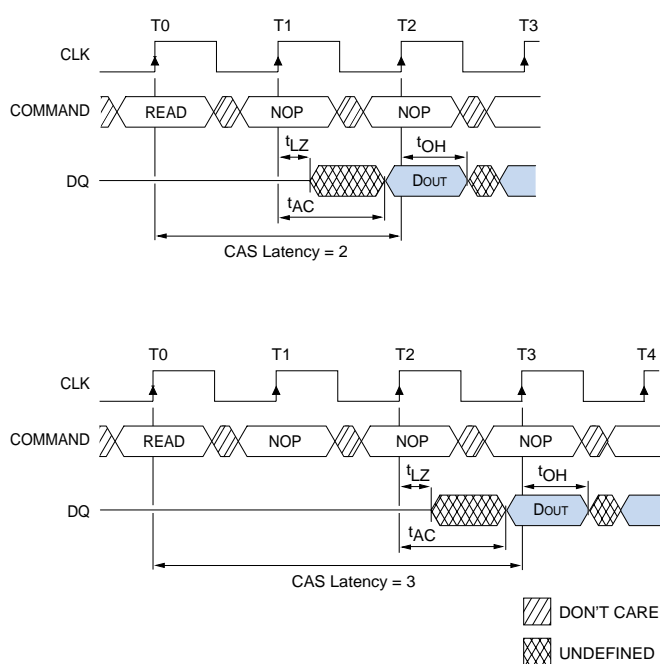 T0 T1 T2 T3
CLK
COMMAND READ NOP NOP
tLZ tOH
DQ DOUT
tAC
CAS Latency = 2
T0 T1 T2 T3 T4
CLK
COMMAND READ NOP NOP NOP
tLZ tOH
DQ DOUT
tAC
CAS Latency = 3
DON'T CARE
UNDEFINED